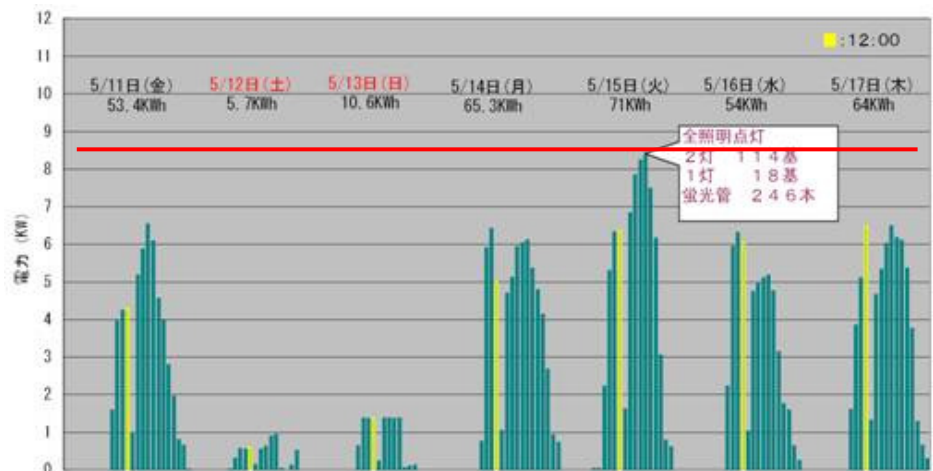 12
11
10
9
8
7
6
5
4
3
2
1
0
電力 (KW)
:12:00
5/11日(金)
53.4KWh
5/12日(土)
5.7KWh
5/13日(日)
10.6KWh
5/14日(月)
65.3KWh
5/15日(火)
71KWh
5/16日(水)
54KWh
5/17日(木)
64KWh
全照明点灯
2灯 114基
1灯 18基
蛍光管 246本